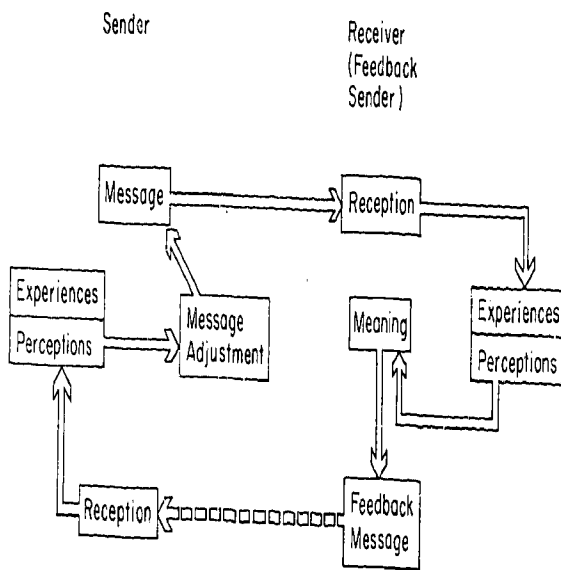 Sender
Receiver
(Feedback
Sender)
Message
Reception
Experiences
Perceptions
Message
Adjustment
Meaning
Experiences
Perceptions
Reception
Feedback
Message